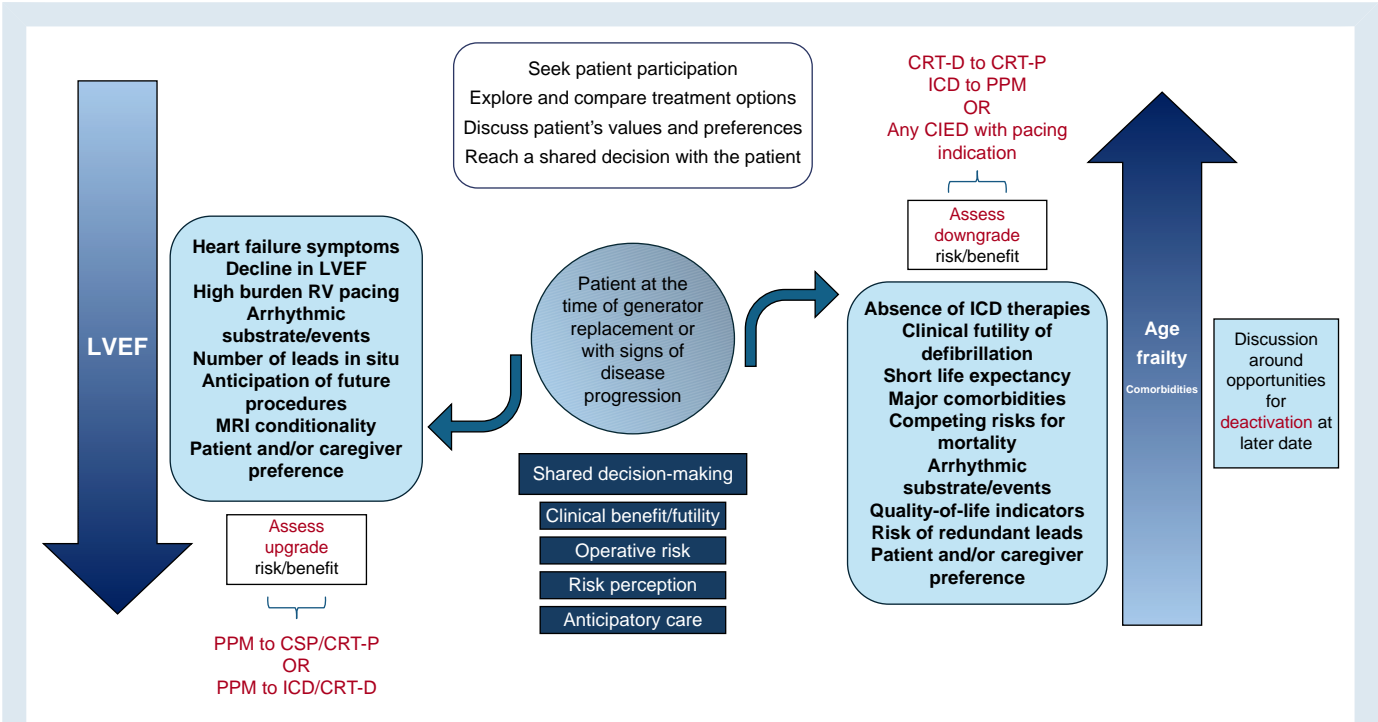 Seek patient participation
Explore and compare treatment options
Discuss patient's values and preferences
Reach a shared decision with the patient
CRT-D to CRT-P
ICD to PPM
OR
Any CIED with pacing
indication
Assess
downgrade
risk/benefit
LVEF
Heart failure symptoms
Decline in LVEF
High burden RV pacing
Arrhythmic
substrate/events
Number of leads in situ
Anticipation of future
procedures
MRI conditionality
Patient and/or caregiver
preference
Assess
upgrade
risk/benefit
PPM to CSP/CRT-P
OR
PPM to ICD/CRT-D
Patient at the
time of generator
replacement or
with signs of
disease
progression
Shared decision-making
Clinical benefit/futility
Operative risk
Risk perception
Anticipatory care
Absence of ICD therapies
Clinical futility of
defibrillation
Short life expectancy
Major comorbidities
Competing risks for
mortality
Arrhythmic
substrate/events
Quality-of-life indicators
Risk of redundant leads
Patient and/or caregiver
preference
Age
frailty
Comorbidities
Discussion
around
opportunities
for
deactivation at
later date